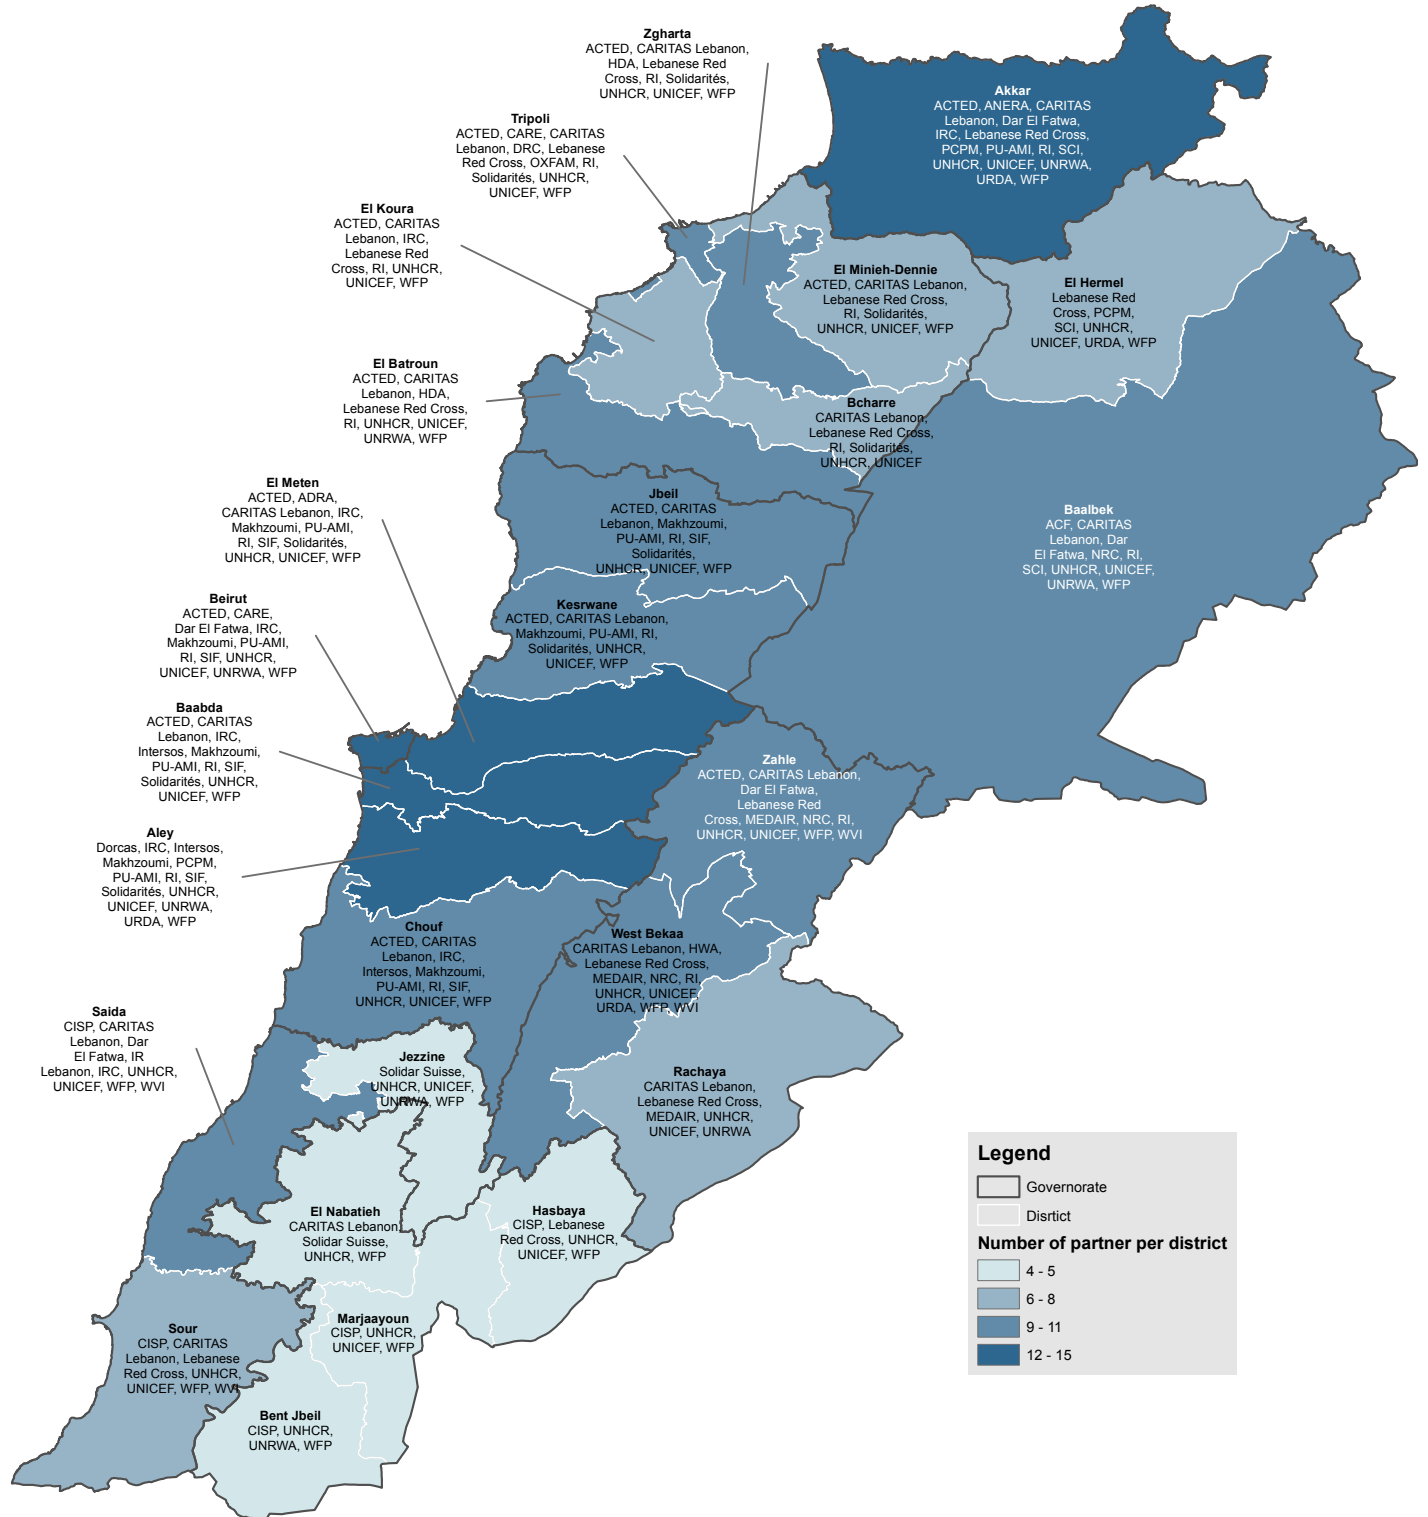 Zgharta
ACTED, CARITAS Lebanon,
HDA, Lebanese Red
Cross, RI, Solidarités,
UNHCR, UNICEF, WFP
Akkar
ACTED, ANERA, CARITAS
Lebanon, Dar El Fatwa,
IRC, Lebanese Red Cross,
PCPM, PU-AMI, RI, SCI,
UNHCR, UNICEF, UNRWA,
URDA, WFP
Tripoli
ACTED, CARE, CARITAS
Lebanon, DRC, Lebanese
Red Cross, OXFAM, RI,
Solidarités, UNHCR,
UNICEF, WFP
El Koura
ACTED, CARITAS
Lebanon, IRC,
Lebanese Red
Cross, RI, UNHCR,
UNICEF, WFP
El Minieh-Dennie
ACTED, CARITAS Lebanon,
Lebanese Red Cross,
RI, Solidarités,
UNHCR, UNICEF, WFP
El Hermel
Lebanese Red
Cross, PCPM,
SCI, UNHCR,
UNICEF, URDA, WFP
El Batroun
ACTED, CARITAS
Lebanon, HDA,
Lebanese Red Cross,
RI, UNHCR, UNICEF,
UNRWA, WFP
Bcharre
CARITAS Lebanon,
Lebanese Red Cross,
RI, Solidarités,
UNHCR, UNICEF
El Meten
ACTED, ADRA,
CARITAS Lebanon, IRC,
Makhzoumi, PU-AMI,
RI, SIF, Solidarités,
UNHCR, UNICEF, WFP
Jbeil
ACTED, CARITAS
Lebanon, Makhzoumi,
PU-AMI, RI, SIF,
Solidarités,
UNHCR, UNICEF, WFP
Baalbek
ACF, CARITAS
Lebanon, Dar
El Fatwa, NRC, RI,
SCI, UNHCR, UNICEF,
UNRWA, WFP
Beirut
ACTED, CARE,
Dar El Fatwa, IRC,
Makhzoumi, PU-AMI,
RI, SIF, UNHCR,
UNICEF, UNRWA, WFP
Kesrwane
ACTED, CARITAS Lebanon,
Makhzoumi, PU-AMI, RI,
Solidarités, UNHCR,
UNICEF, WFP
Baabda
ACTED, CARITAS
Lebanon, IRC,
Intersos, Makhzoumi,
PU-AMI, RI, SIF,
Solidarités, UNHCR,
UNICEF, WFP
Zahle
ACTED, CARITAS Lebanon,
Dar El Fatwa,
Lebanese Red
Cross, MEDAIR, NRC, RI,
UNHCR, UNICEF, WFP, WVI
Aley
Dorcas, IRC, Intersos,
Makhzoumi, PCPM,
PU-AMI, RI, SIF,
Solidarités, UNHCR,
UNICEF, UNRWA,
URDA, WFP
Chouf
ACTED, CARITAS
Lebanon, IRC,
Intersos, Makhzoumi,
PU-AMI, RI, SIF,
UNHCR, UNICEF, WFP
West Bekaa
CARITAS Lebanon, HWA,
Lebanese Red Cross,
MEDAIR, NRC, RI,
UNHCR, UNICEF,
URDA, WFP, WVI
Saida
CISP, CARITAS
Lebanon, Dar
El Fatwa, IR
Lebanon, IRC, UNHCR,
UNICEF, WFP, WVI
Jezzine
Solidar Suisse,
UNHCR, UNICEF,
UNRWA, WFP
Rachaya
CARITAS Lebanon,
Lebanese Red Cross,
MEDAIR, UNHCR,
UNICEF, UNRWA
El Nabatieh
CARITAS Lebanon,
Solidar Suisse,
UNHCR, WFP
Hasbaya
CISP, Lebanese
Red Cross, UNHCR,
UNICEF, WFP
Sour
CISP, CARITAS
Lebanon, Lebanese
Red Cross, UNHCR,
UNICEF, WFP, WVI
Marjaayoun
CISP, UNHCR,
UNICEF, WFP
Bent Jbeil
CISP, UNHCR,
UNRWA, WFP
Legend
Governorate
Disrtict
Number of partner per district
4 - 5
6 - 8
9 - 11
12 - 15